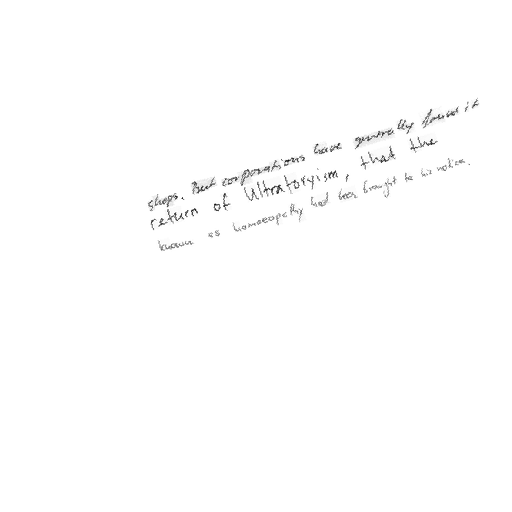 shops. But corporations have generally found it
return of Ultratoryism, that the
known as homoeopathy had been brought to his notice.